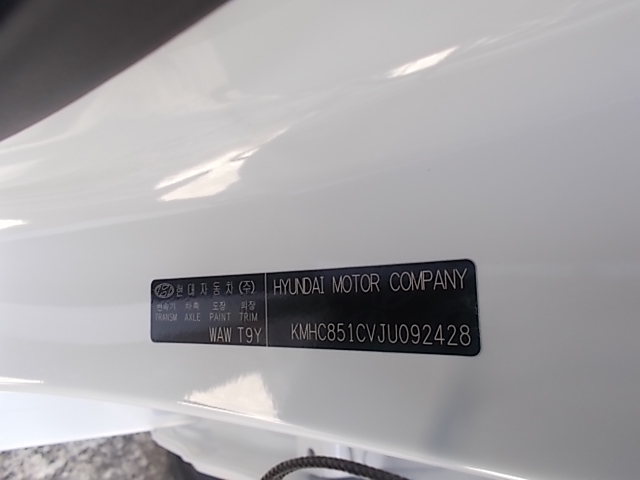 현대자동차(주) HYUNDAI MOTOR COMPANY
변속기 차축 도장 피장
TRANSM AXLE PAINT TRIM
WAW T9Y KMHC851CVJU092428